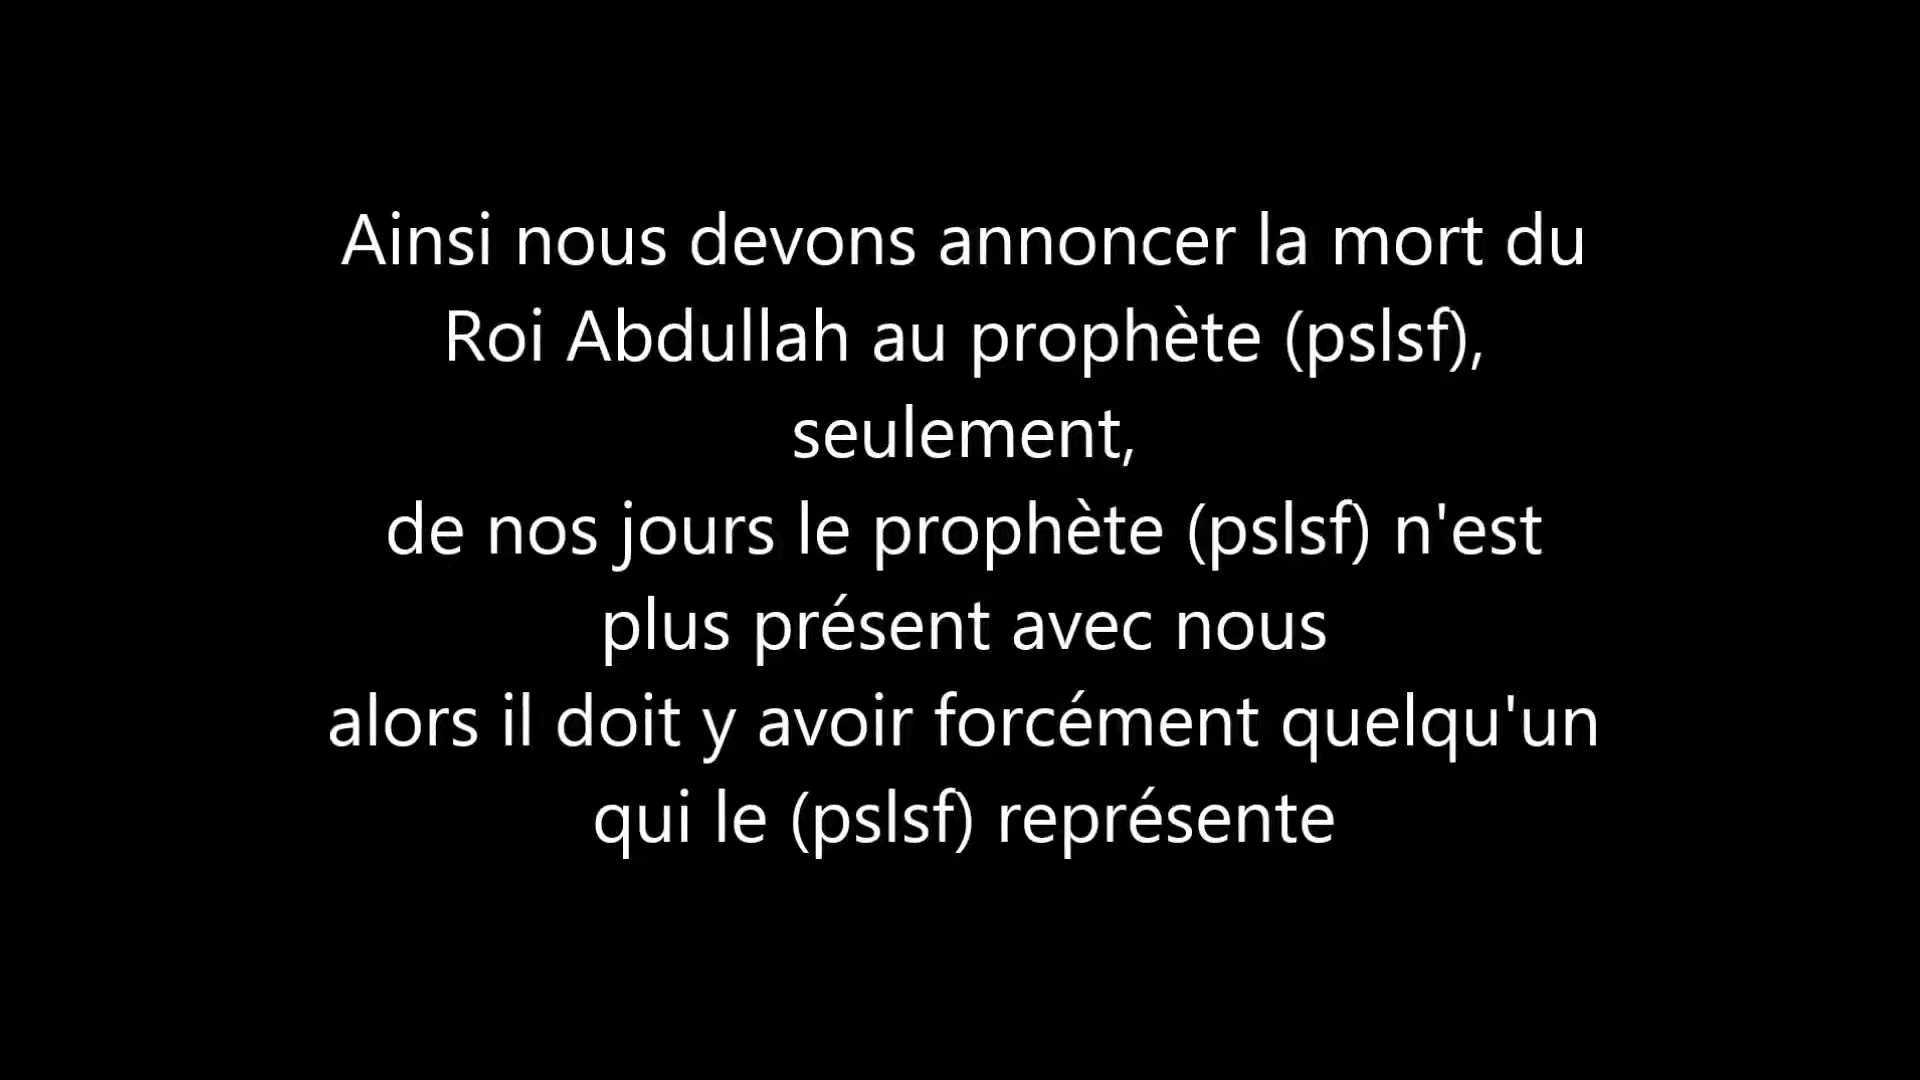 Ainsi nous devons annoncer la mort du
Roi Abdullah au prophète (pslsf),
seulement,
de nos jours le prophète (pslsf) n'est
plus présent avec nous
alors il doit y avoir forcément quelqu'un
qui le (pslsf) représente